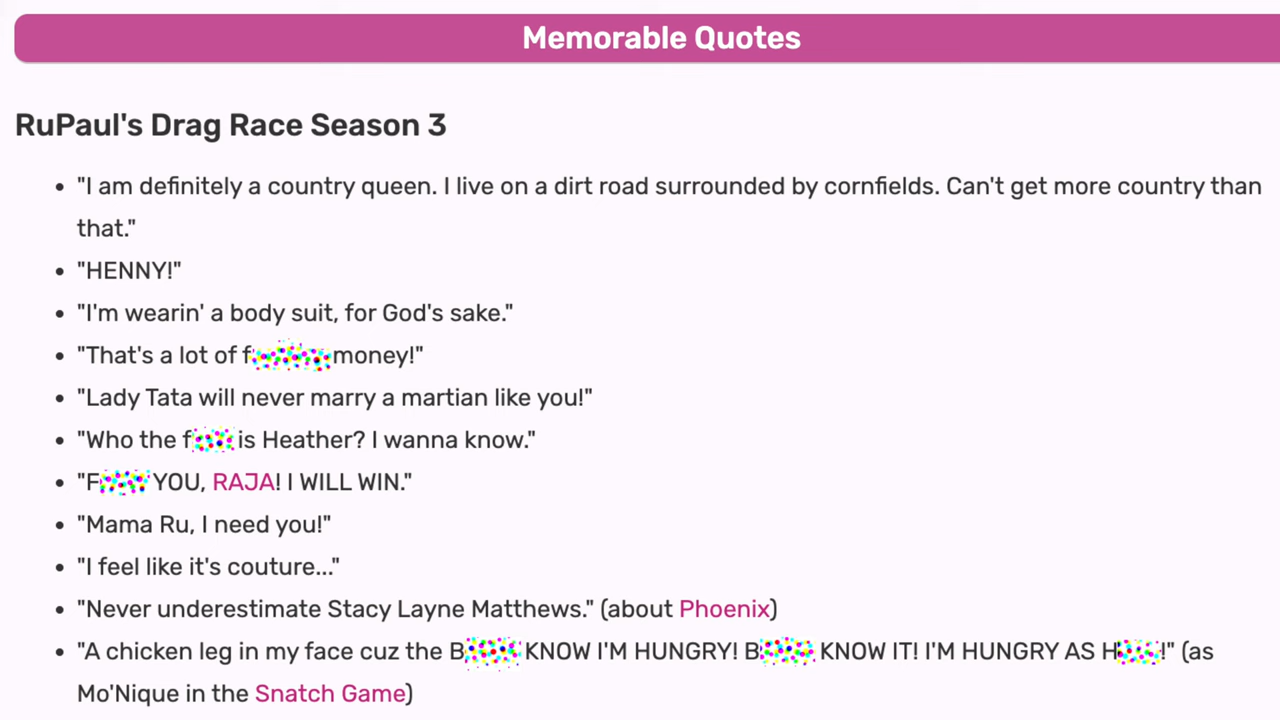 Memorable Quotes
RuPaul's Drag Race Season 3
• "I am definitely a country queen. I live on a dirt road surrounded by cornfields. Can't get more country than
that."
• "HENNY!"
• "I'm wearin' a body suit, for God's sake."
• "That's a lot of f money!"
• "Lady Tata will never marry a martian like you!"
• "Who the f is Heather? I wanna know."
• "F YOU, RAJA! I WILL WIN."
• "Mama Ru, I need you!"
• "I feel like it's couture..."
• "Never underestimate Stacy Layne Matthews." (about Phoenix)
• "A chicken leg in my face cuz the B KNOW I'M HUNGRY! B KNOW IT! I'M HUNGRY AS H !" (as
Mo'Nique in the Snatch Game)